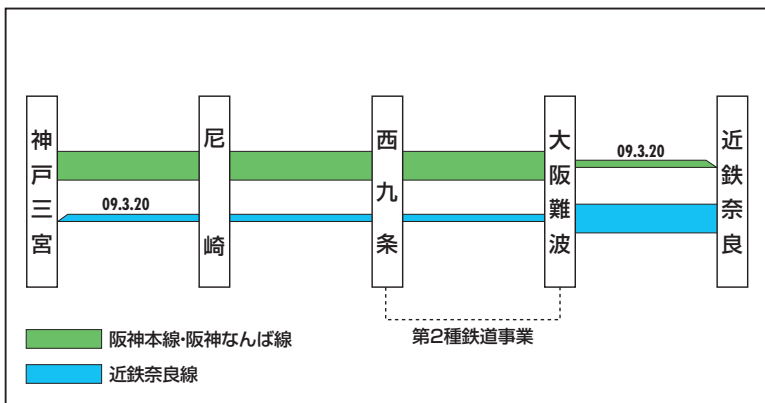 神戸三宮
尼崎
西九条
大阪難波
近鉄奈良
09.3.20
09.3.20
第2種鉄道事業
阪神本線・阪神なんば線
近鉄奈良線